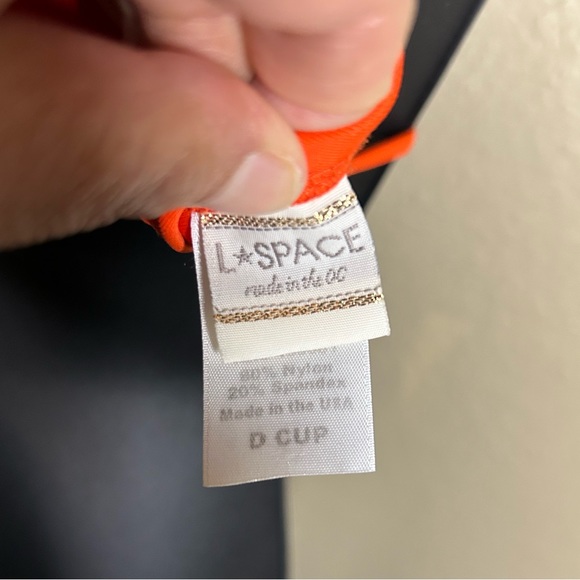 L★SPACE
made in the OC
80% Nylon
20% Spandex
Made in the USA
D CUP